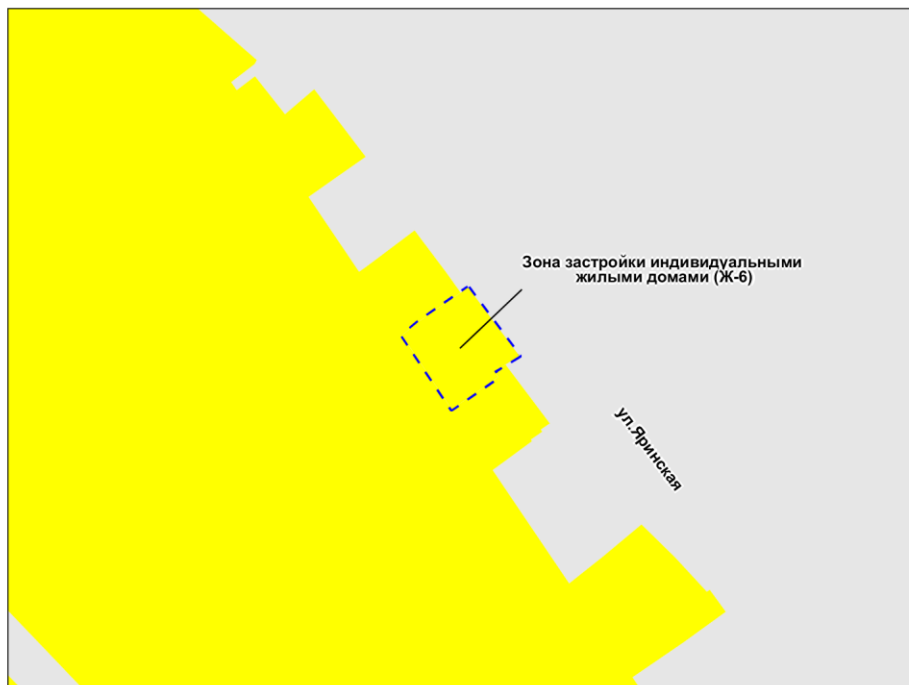 Зона застройки индивидуальными
жилыми домами (Ж-6)
ул.Яринская